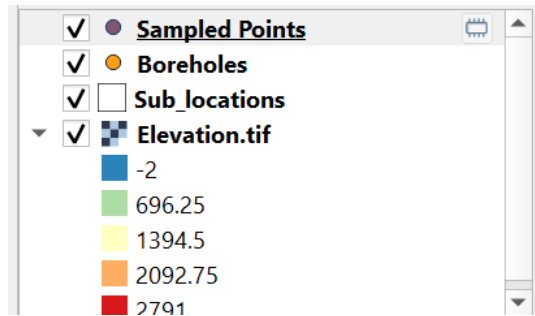 Sampled Points
Boreholes
Sub_locations
Elevation.tif
-2
696.25
1394.5
2092.75
2791